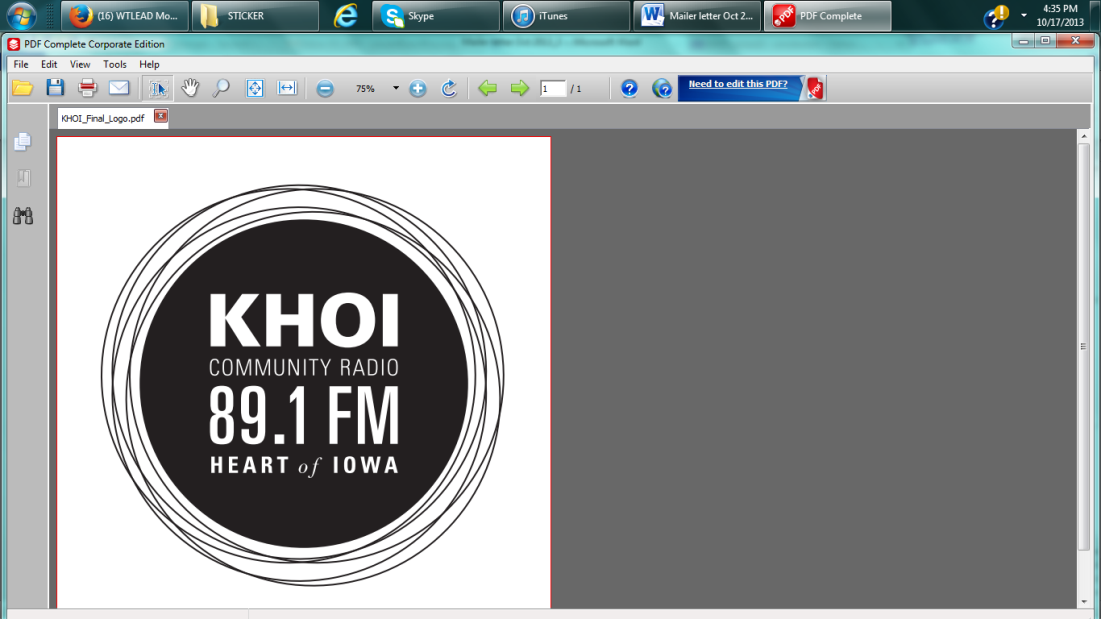 (16) WTLEAD Mo...
STICKER
Skype
iTunes
Mailer letter Oct 2...
PDF Complete
4:35 PM
10/17/2013
PDF Complete Corporate Edition
File Edit View Tools Help
75%
1 / 1
Need to edit this PDF?
PDF
KHOI_Final_Logo.pdf
KHOI
COMMUNITY RADIO
89.1 FM
HEART of IOWA